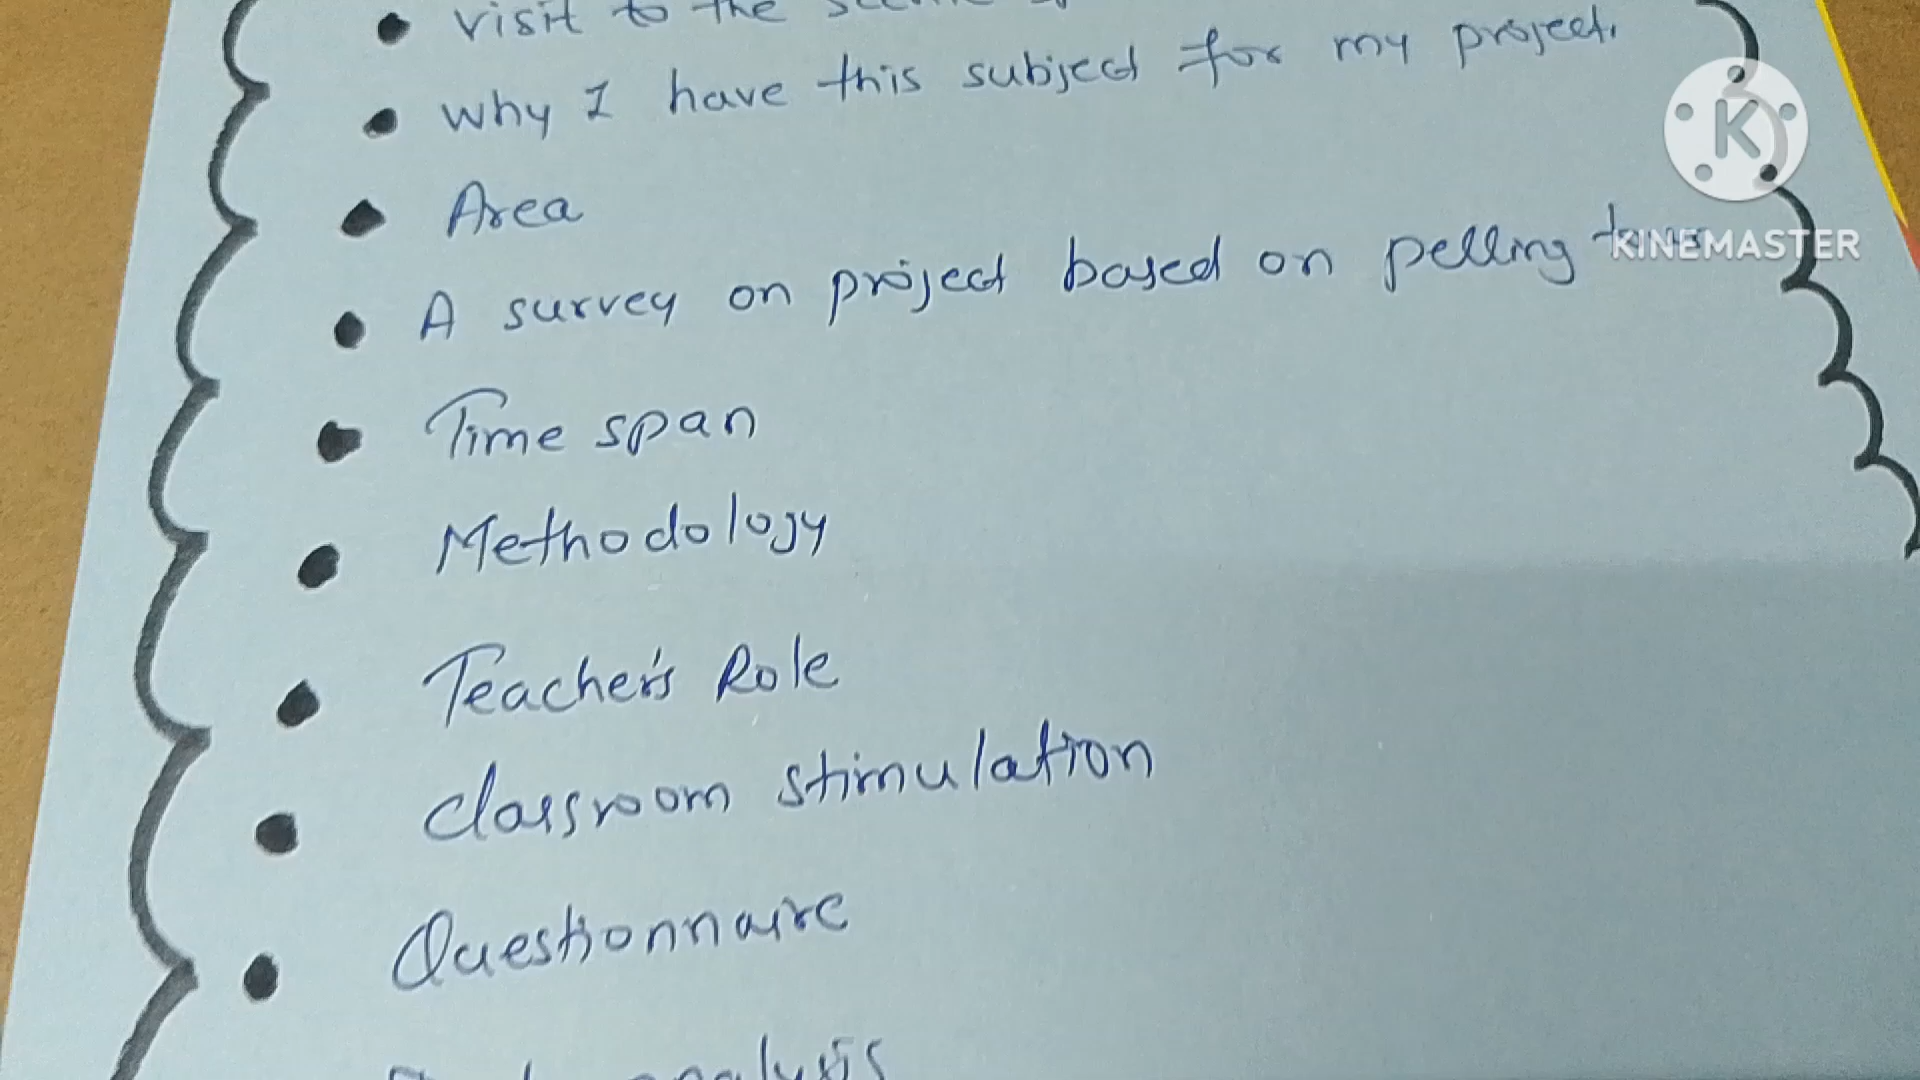 visit to the
why I have this subject for my project.
K
Area
KINEMASTER
A survey on project based on pelling
Time span
Methodology
Teacher's Role
classroom stimulation
Questionnaire
analysis